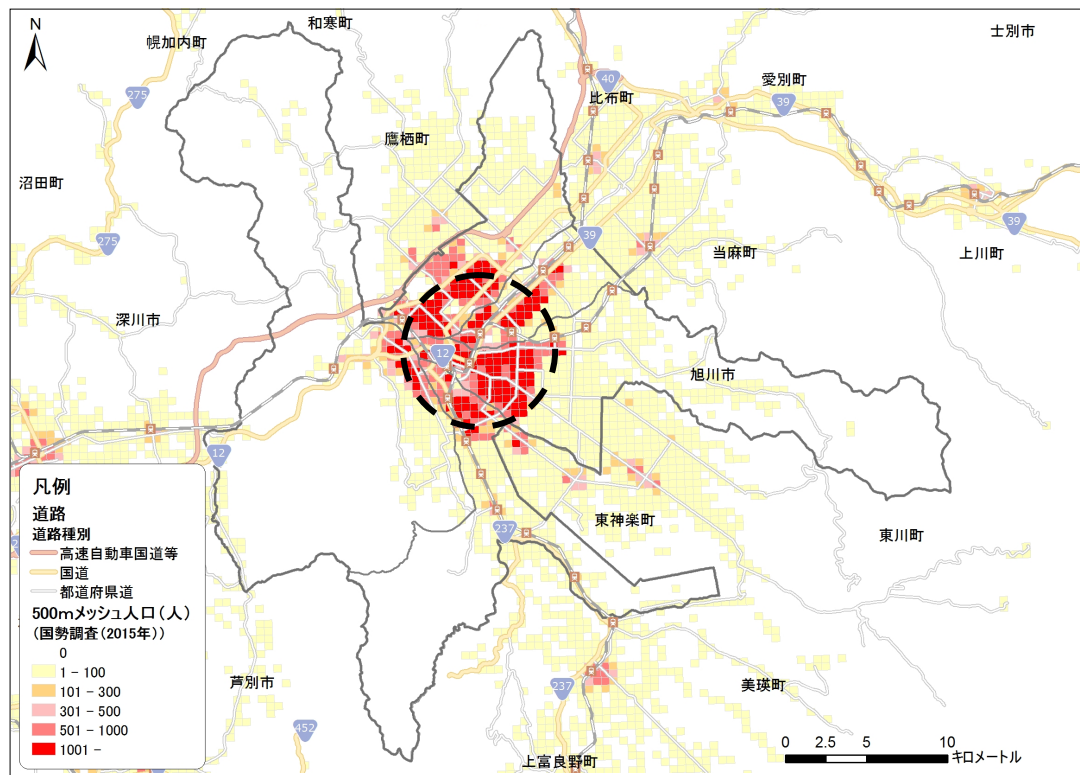 N
和寒町
士別市
幌加内町
275
40
愛別町
比布町
39
鷹栖町
沼田町
275
39
当麻町
39
上川町
深川市
12
旭川市
12
東神楽町
237
東川町
芦別市
237
美瑛町
452
上富良野町
凡例
道路
道路種別
高速自動車国道等
国道
都道府県道
500mメッシュ人口(人)
(国勢調査(2015年))
0
1 - 100
101 - 300
301 - 500
501 - 1000
1001 -
0 2.5 5 10
キロメートル